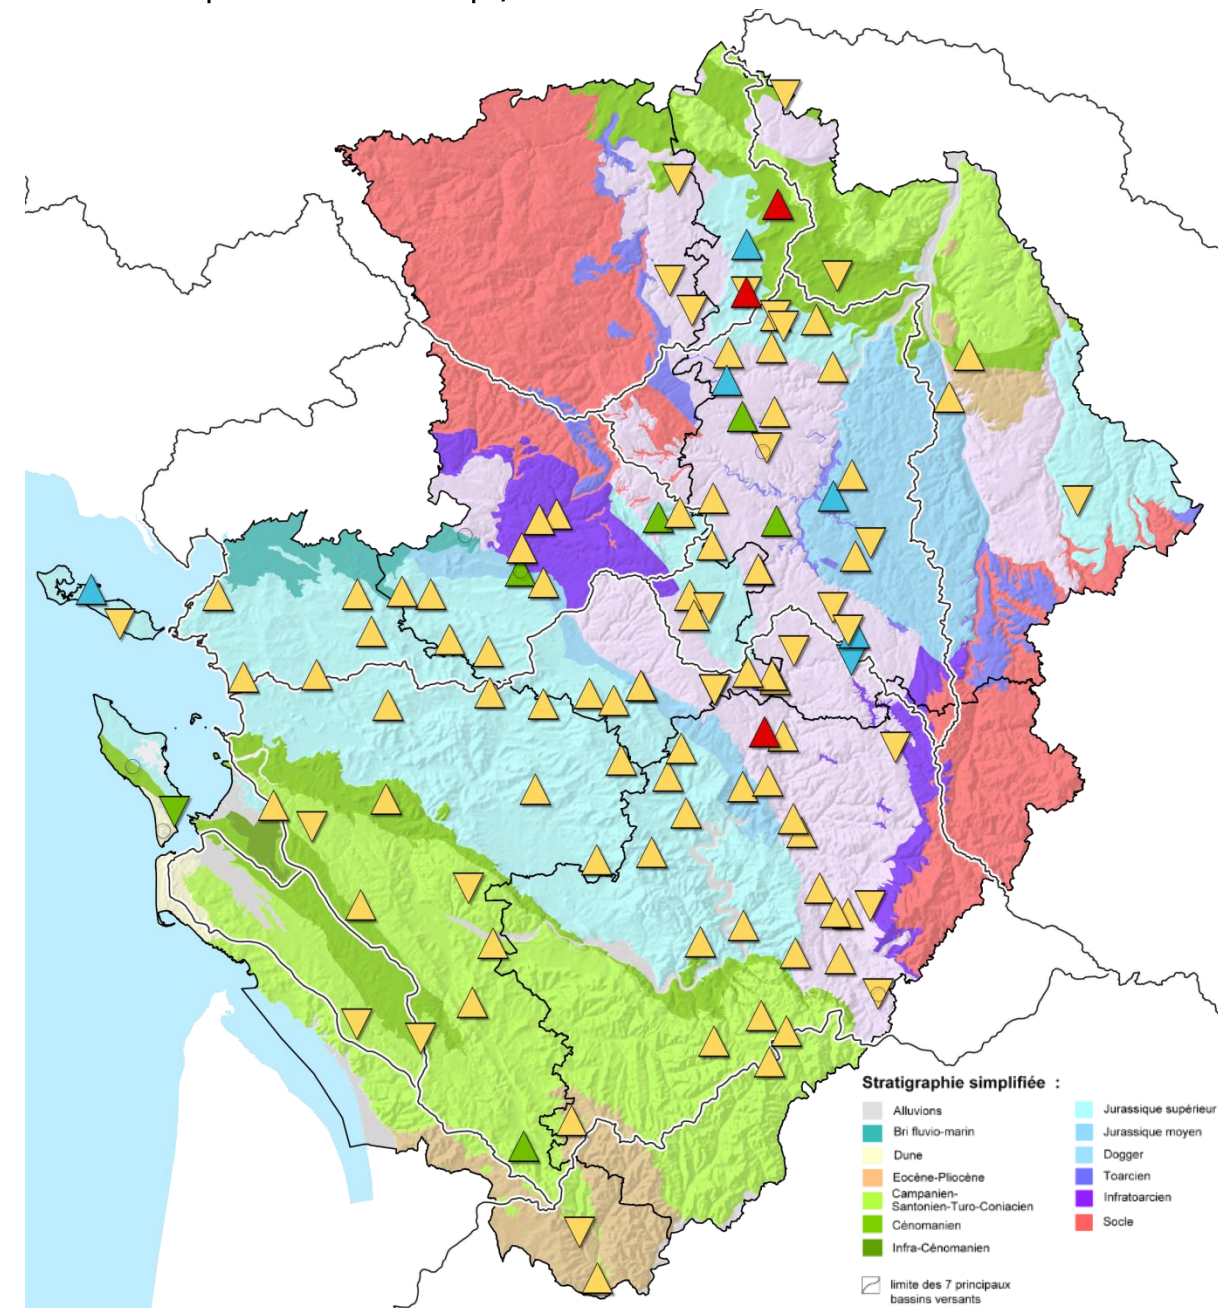 Stratigraphie simplifiée :
Alluvions
Bri fluvio-marin
Dune
Eocène-Pliocène
Campanien-
Santonien-Turo-Coniacien
Cénomanien
Infra-Cénomanien
limite des 7 principaux
bassins versants
Jurassique supérieur
Jurassique moyen
Dogger
Toarcien
Infratoarcien
Socle